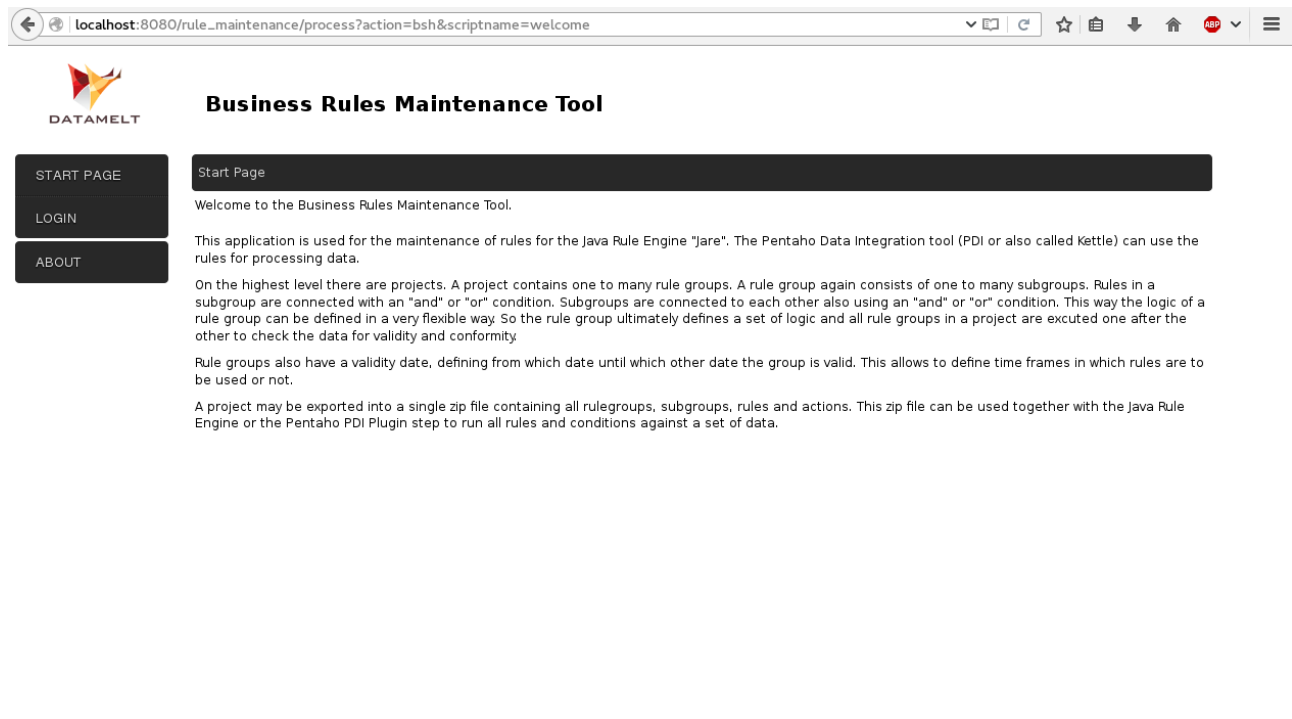 localhost:8080/rule_maintenance/process?action=bsh&scriptname=welcome
ABP
DATAMELT
Business Rules Maintenance Tool
START PAGE
LOGIN
ABOUT
Start Page
Welcome to the Business Rules Maintenance Tool.
This application is used for the maintenance of rules for the Java Rule Engine "Jare". The Pentaho Data Integration tool (PDI or also called Kettle) can use the
rules for processing data.
On the highest level there are projects. A project contains one to many rule groups. A rule group again consists of one to many subgroups. Rules in a
subgroup are connected with an "and" or "or" condition. Subgroups are connected to each other also using an "and" or "or" condition. This way the logic of a
rule group can be defined in a very flexible way. So the rule group ultimately defines a set of logic and all rule groups in a project are excuted one after the
other to check the data for validity and conformity.
Rule groups also have a validity date, defining from which date until which other date the group is valid. This allows to define time frames in which rules are to
be used or not.
A project may be exported into a single zip file containing all rulegroups, subgroups, rules and actions. This zip file can be used together with the Java Rule
Engine or the Pentaho PDI Plugin step to run all rules and conditions against a set of data.